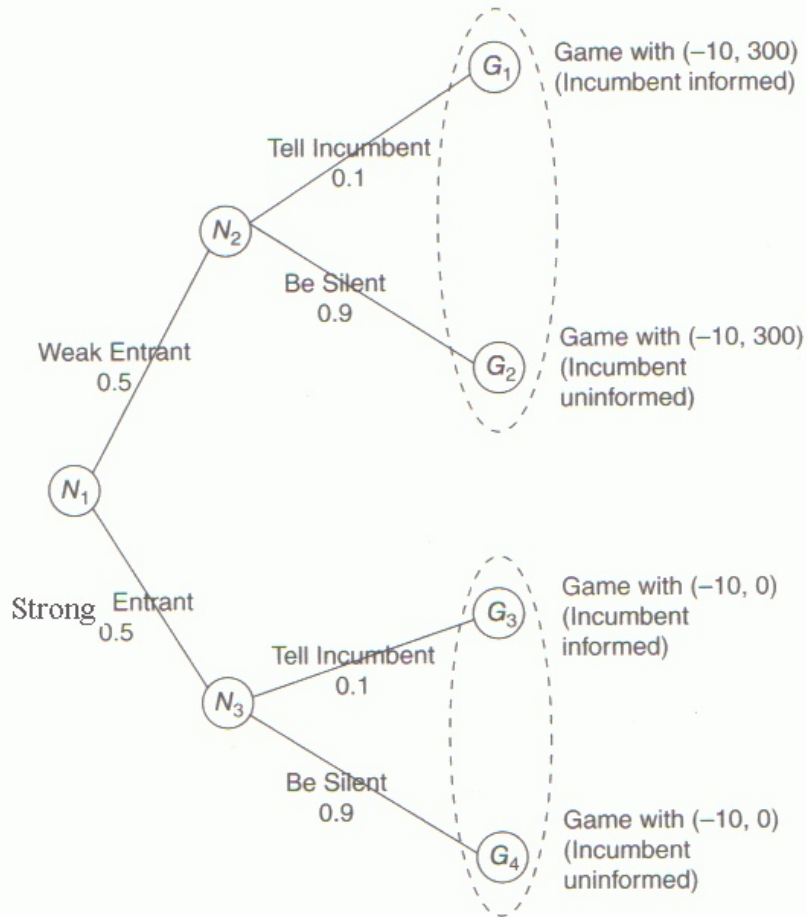 G1
Game with (–10, 300)
(Incumbent informed)
Tell Incumbent
0.1
N2
Be Silent
0.9
Weak Entrant
0.5
G2
Game with (–10, 300)
(Incumbent
uninformed)
N1
Strong Entrant
0.5
G3
Game with (–10, 0)
(Incumbent
informed)
Tell Incumbent
0.1
N3
Be Silent
0.9
G4
Game with (–10, 0)
(Incumbent
uninformed)